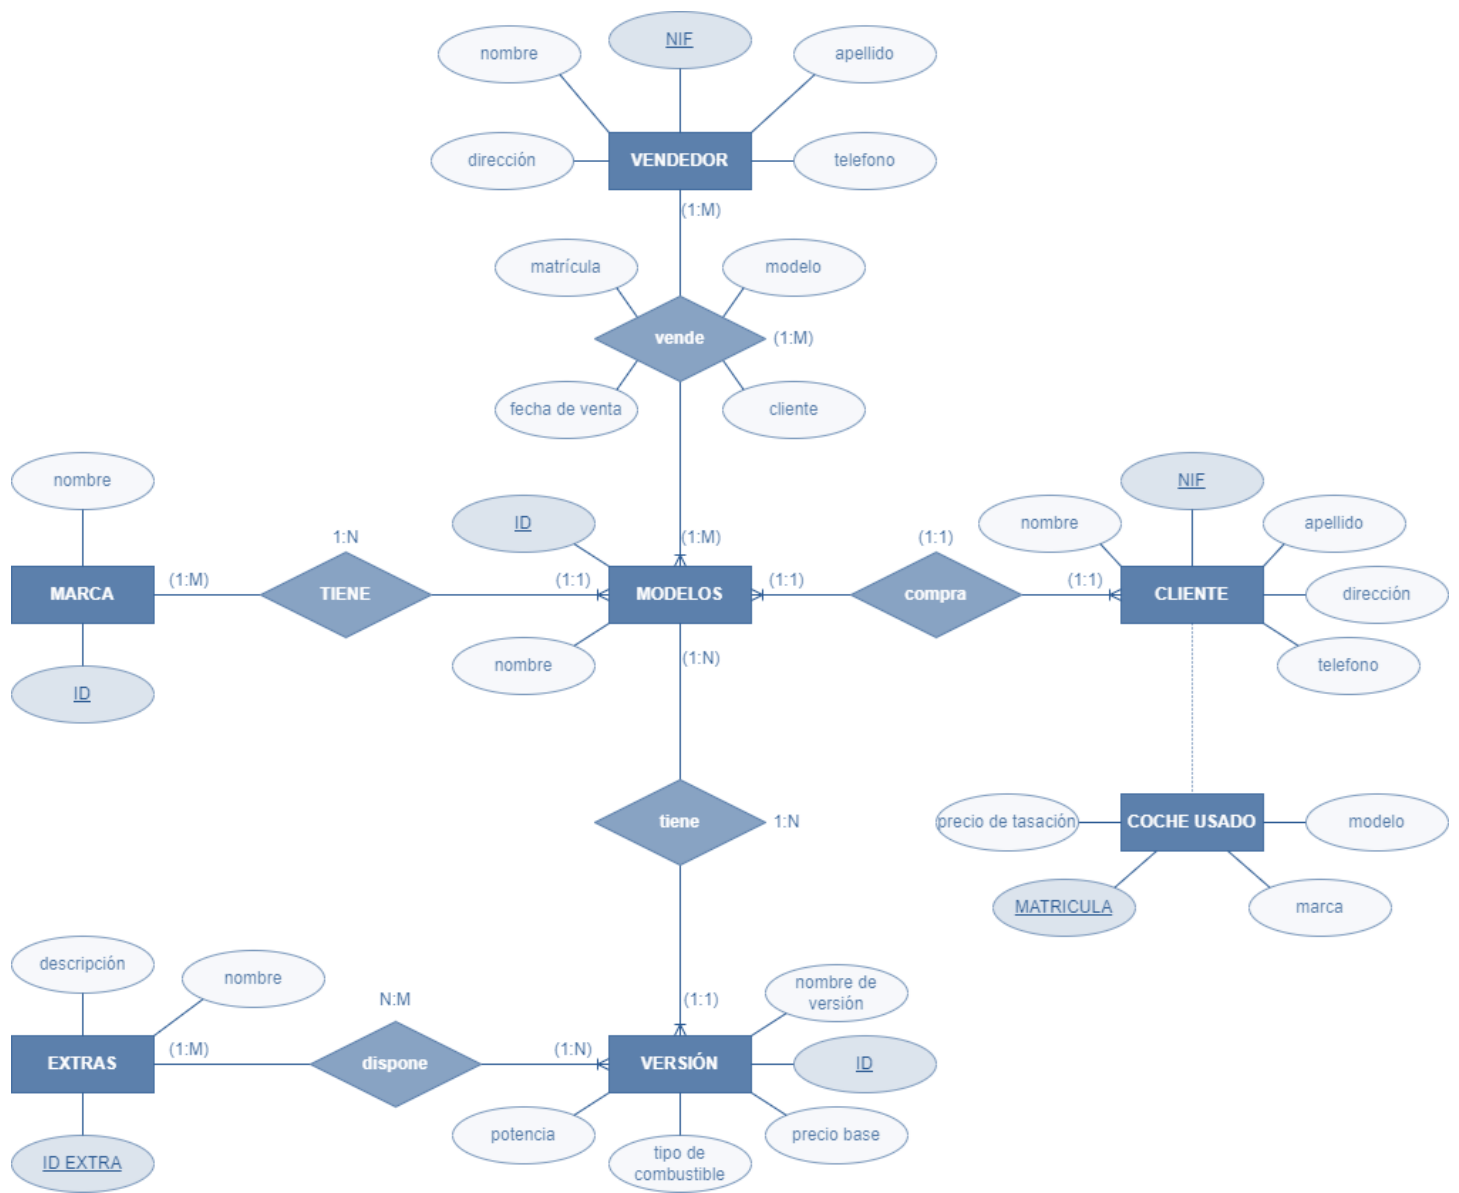 NIF
nombre
apellido
dirección
VENDEDOR
telefono
(1:M)
matrícula
modelo
vende
(1:M)
fecha de venta
cliente
nombre
NIF
ID
nombre
apellido
1:N
(1:M)
(1:1)
MARCA
(1:M)
TIENE
(1:1)
MODELOS
(1:1)
compra
(1:1)
CLIENTE
dirección
nombre
(1:N)
telefono
ID
precio de tasación
COCHE USADO
modelo
tiene
1:N
MATRICULA
marca
descripción
nombre
nombre de
versión
N:M
(1:1)
EXTRAS
(1:M)
dispone
(1:N)
VERSIÓN
ID
potencia
precio base
ID EXTRA
tipo de
combustible